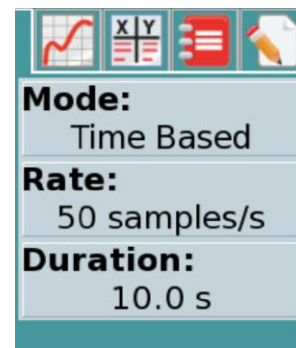 X Y
Mode:
Time Based
Rate:
50 samples/s
Duration:
10.0 s